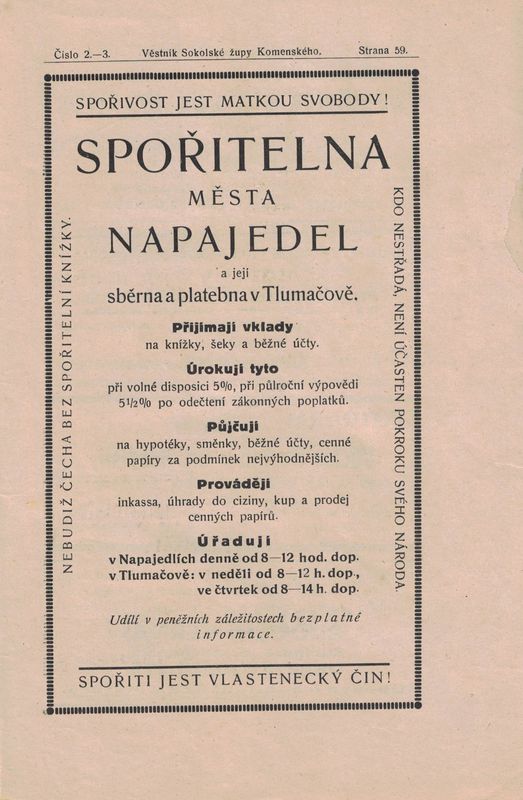 Číslo 2.—3. Věstník Sokolské župy Komenského. Strana 59.
SPOŘIVOST JEST MATKOU SVOBODY!
SPOŘITELNA
MĚSTA
NAPAJEDEL
a její
sběrna a platebna v Tlumačově.
Přijímají vklady
na knížky, šeky a běžné účty.
Úrokují tyto
při volné disposici 5%, při půlroční výpovědi
5 1/2% po odečtení zákonných poplatků.
Půjčují
na hypotéky, směnky, běžné účty, cenné
papíry za podmínek nejvýhodnějších.
Provádějí
inkassa, úhrady do ciziny, kup a prodej
cenných papírů.
Úřadují
v Napajedlích denně od 8—12 hod. dop.
v Tlumačově: v neděli od 8—12 h. dop.,
ve čtvrtek od 8—14 h. dop.
Udílí v peněžních záležitostech bezplatné
informace.
SPOŘITI JEST VLASTENECKÝ ČIN!
NEBUDIŽ ČECHA BEZ SPOŘITELNÍ KNÍŽKY.
KDO NESTŘADÁ, NENÍ ÚČASTEN POKROKU SVÉHO NÁRODA.